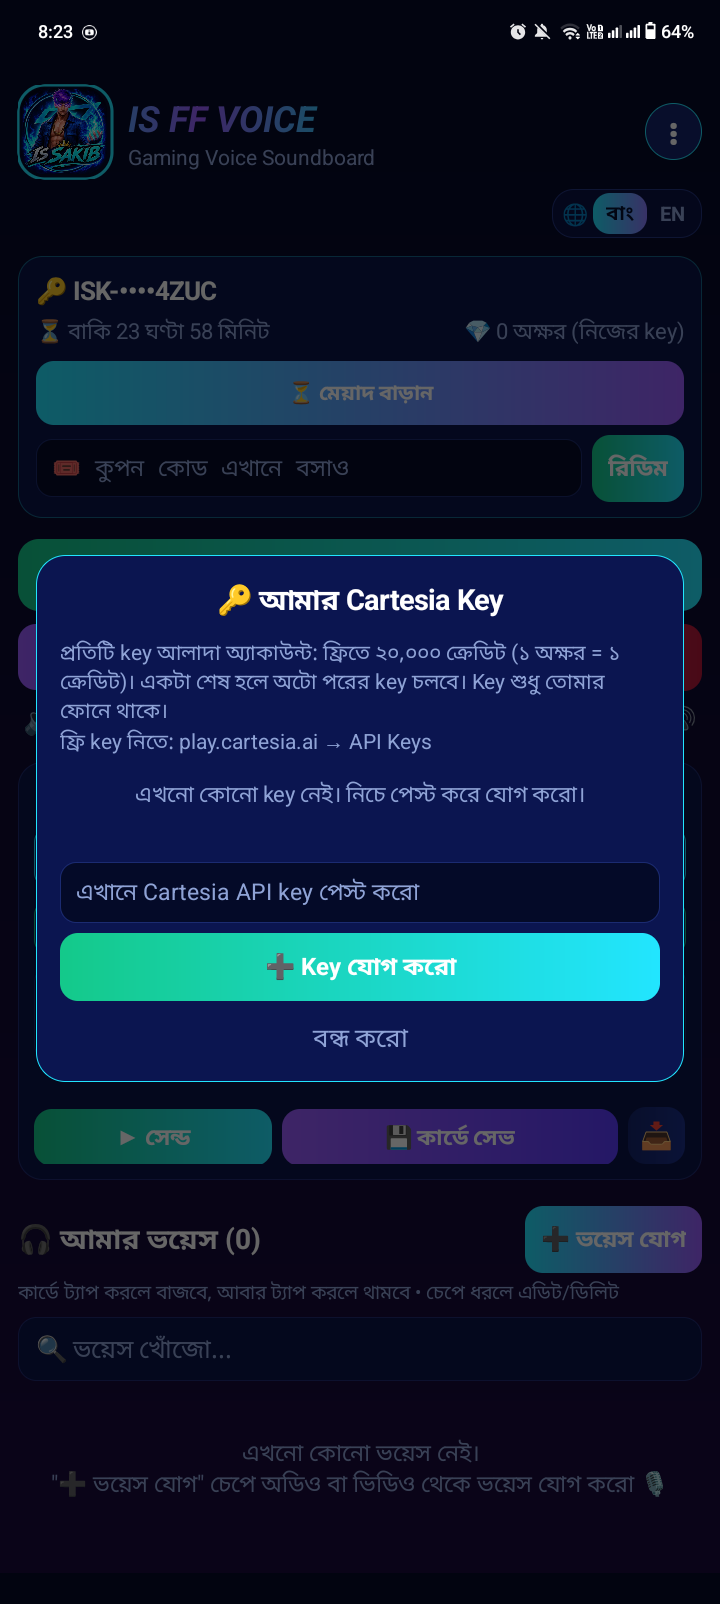 8:23
Vo D
LTE
64%
IS SAKIB
IS FF VOICE
Gaming Voice Soundboard
🌐 বাং EN
🔑 ISK-••••4ZUC
⏳ বাকি 23 ঘণ্টা 58 মিনিট 💎 0 অক্ষর (নিজের key)
⏳ মেয়াদ বাড়ান
🎟️ কুপন কোড এখানে বসাও রিডিম
🔑 আমার Cartesia Key
প্রতিটি key আলাদা অ্যাকাউন্ট: ফ্রিতে ২০,০০০ ক্রেডিট (১ অক্ষর = ১
ক্রেডিট)। একটা শেষ হলে অটো পরের key চলবে। Key শুধু তোমার
ফোনে থাকে।
ফ্রি key নিতে: play.cartesia.ai → API Keys
এখনো কোনো key নেই। নিচে পেস্ট করে যোগ করো।
এখানে Cartesia API key পেস্ট করো
➕ Key যোগ করো
বন্ধ করো
► সেন্ড 💾 কার্ডে সেভ 📥
🎧 আমার ভয়েস (0) ➕ ভয়েস যোগ
কার্ডে ট্যাপ করলে বাজবে, আবার ট্যাপ করলে থামবে • চেপে ধরলে এডিট/ডিলিট
🔍 ভয়েস খোঁজো...
এখনো কোনো ভয়েস নেই।
"➕ ভয়েস যোগ" চেপে অডিও বা ভিডিও থেকে ভয়েস যোগ করো 🎙️